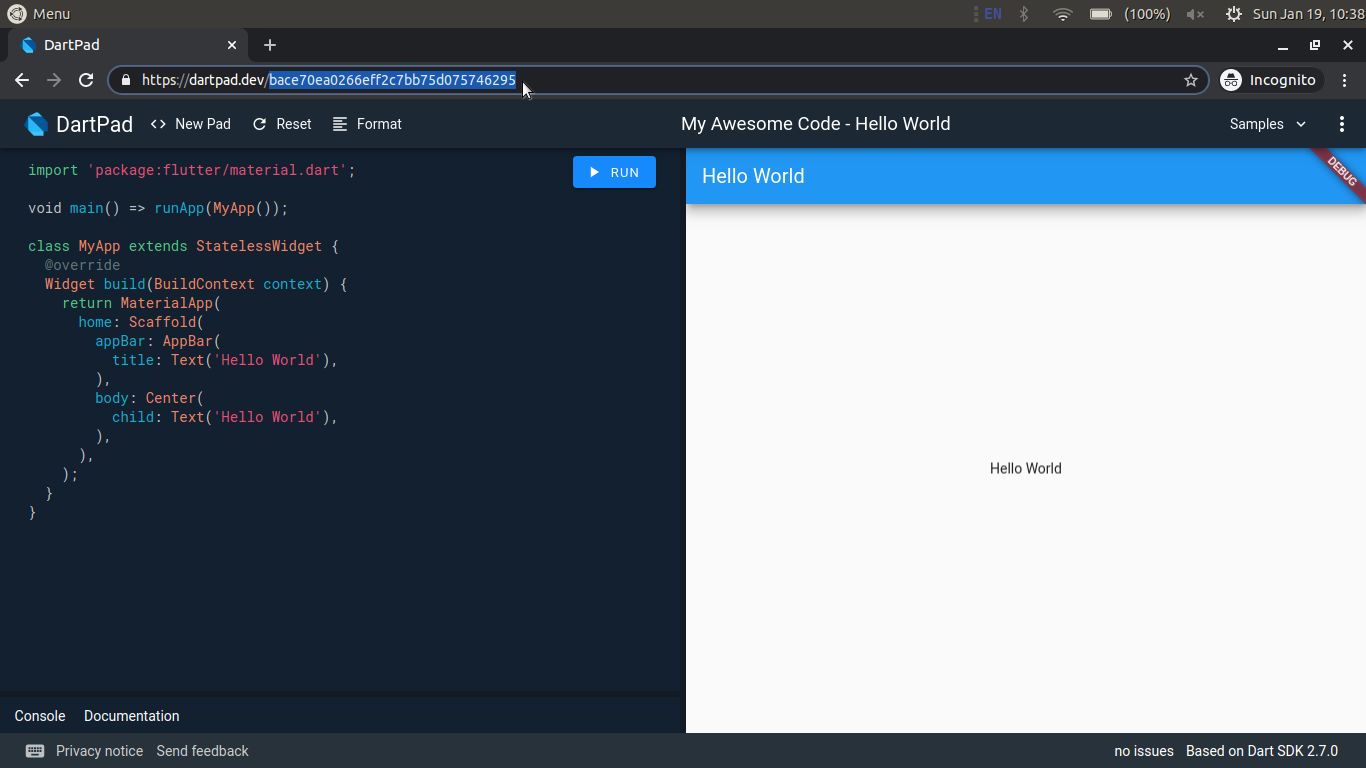 Menu
EN
(100%)
Sun Jan 19, 10:38
DartPad
https://dartpad.dev/bace70ea0266eff2c7bb75d075746295
Incognito
DartPad
<> New Pad
Reset
Format
My Awesome Code - Hello World
Samples
import 'package:flutter/material.dart';
RUN
void main() => runApp(MyApp());
class MyApp extends StatelessWidget {
@override
Widget build(BuildContext context) {
return MaterialApp(
home: Scaffold(
appBar: AppBar(
title: Text('Hello World'),
),
body: Center(
child: Text('Hello World'),
),
),
);
}
}
Hello World
DEBUG
Hello World
Console
Documentation
Privacy notice
Send feedback
no issues
Based on Dart SDK 2.7.0